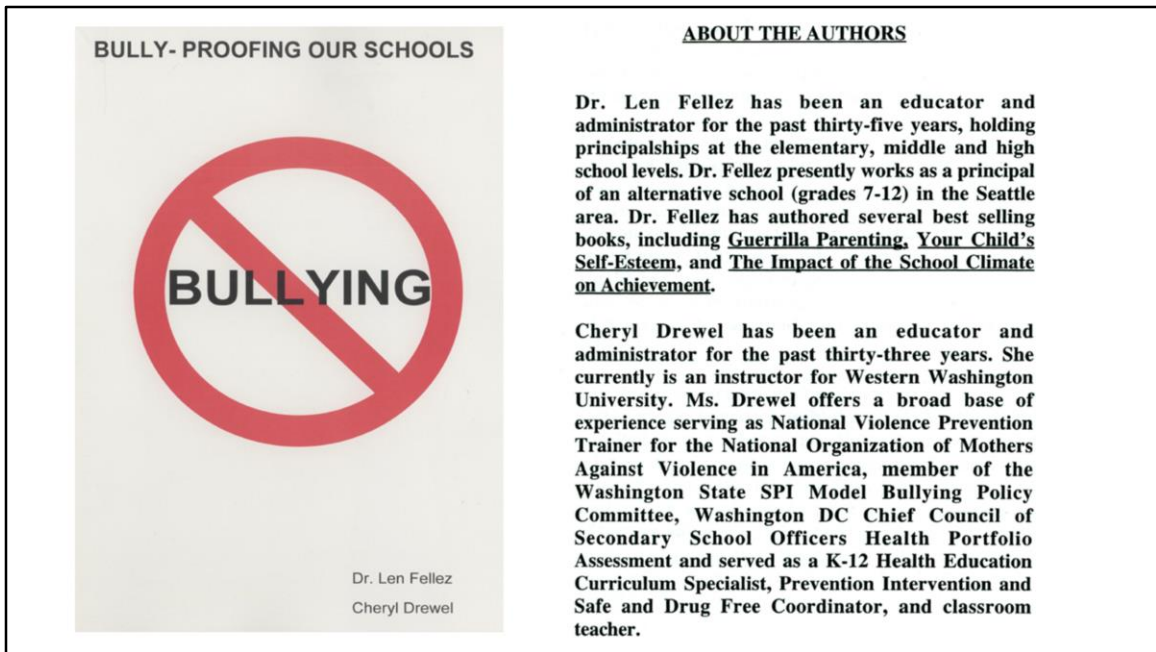 BULLY- PROOFING OUR SCHOOLS
BULLYING
Dr. Len Fellez
Cheryl Drewel
ABOUT THE AUTHORS
Dr. Len Fellez has been an educator and
administrator for the past thirty-five years, holding
principalships at the elementary, middle and high
school levels. Dr. Fellez presently works as a principal
of an alternative school (grades 7-12) in the Seattle
area. Dr. Fellez has authored several best selling
books, including Guerrilla Parenting, Your Child's
Self-Esteem, and The Impact of the School Climate
on Achievement.
Cheryl Drewel has been an educator and
administrator for the past thirty-three years. She
currently is an instructor for Western Washington
University. Ms. Drewel offers a broad base of
experience serving as National Violence Prevention
Trainer for the National Organization of Mothers
Against Violence in America, member of the
Washington State SPI Model Bullying Policy
Committee, Washington DC Chief Council of
Secondary School Officers Health Portfolio
Assessment and served as a K-12 Health Education
Curriculum Specialist, Prevention Intervention and
Safe and Drug Free Coordinator, and classroom
teacher.